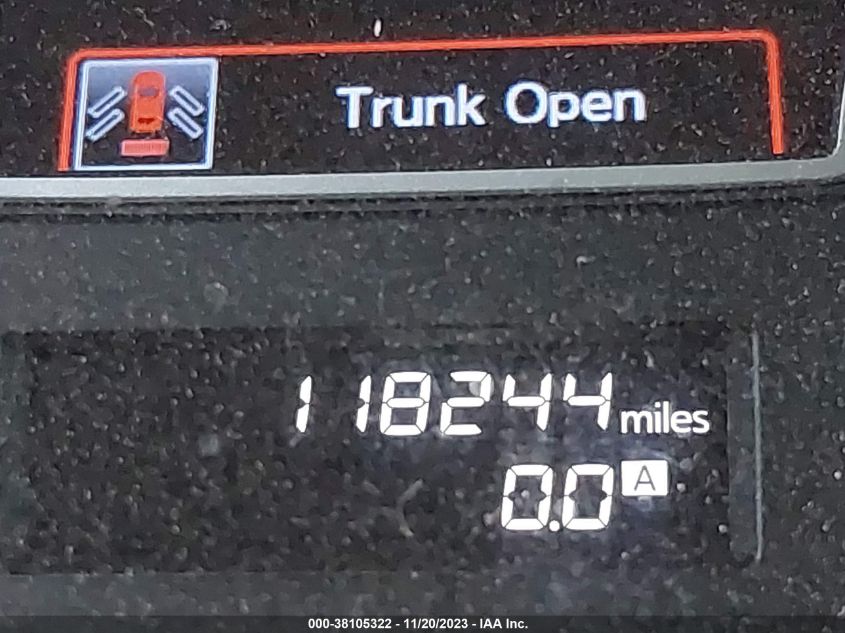 Trunk Open
118244 miles
0.0 A
000-38105322 - 11/20/2023 - IAA Inc.